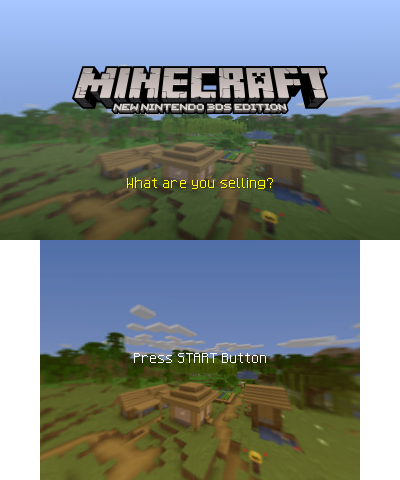 MINECRAFT
NEW NINTENDO 3DS EDITION
What are you selling?
Press START Button